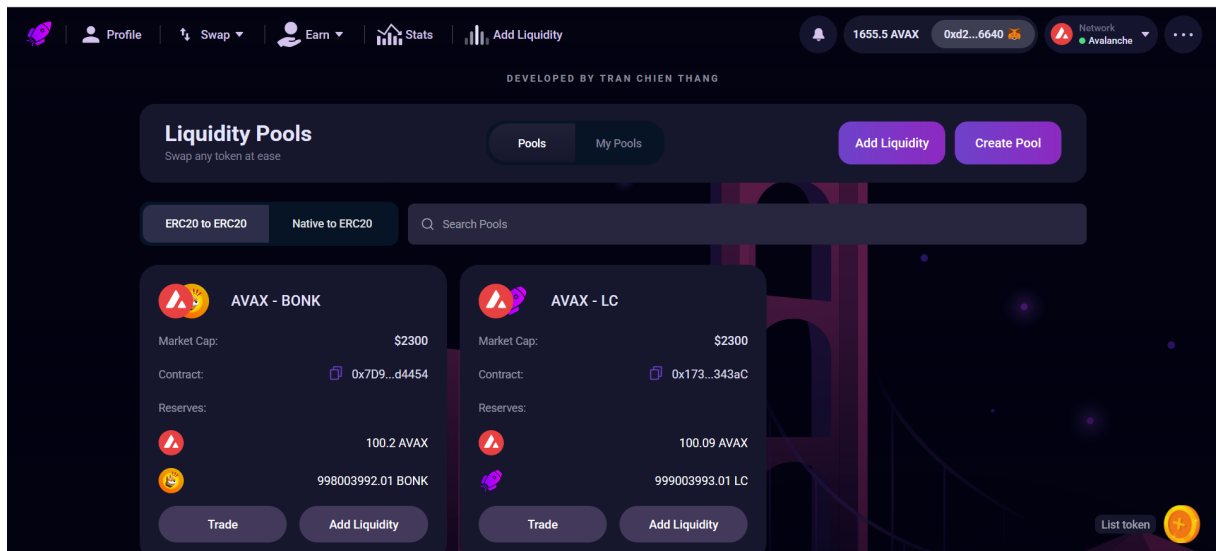 Profile
Swap
Earn
Stats
Add Liquidity
1655.5 AVAX
0xd2...6640
Network
Avalanche
DEVELOPED BY TRAN CHIEN THANG
Liquidity Pools
Swap any token at ease
Pools
My Pools
Add Liquidity
Create Pool
ERC20 to ERC20
Native to ERC20
Search Pools
AVAX - BONK
Market Cap: $2300
Contract: 0x7D9...d4454
Reserves:
100.2 AVAX
998003992.01 BONK
Trade
Add Liquidity
AVAX - LC
Market Cap: $2300
Contract: 0x173...343aC
Reserves:
100.09 AVAX
999003993.01 LC
Trade
Add Liquidity
List token